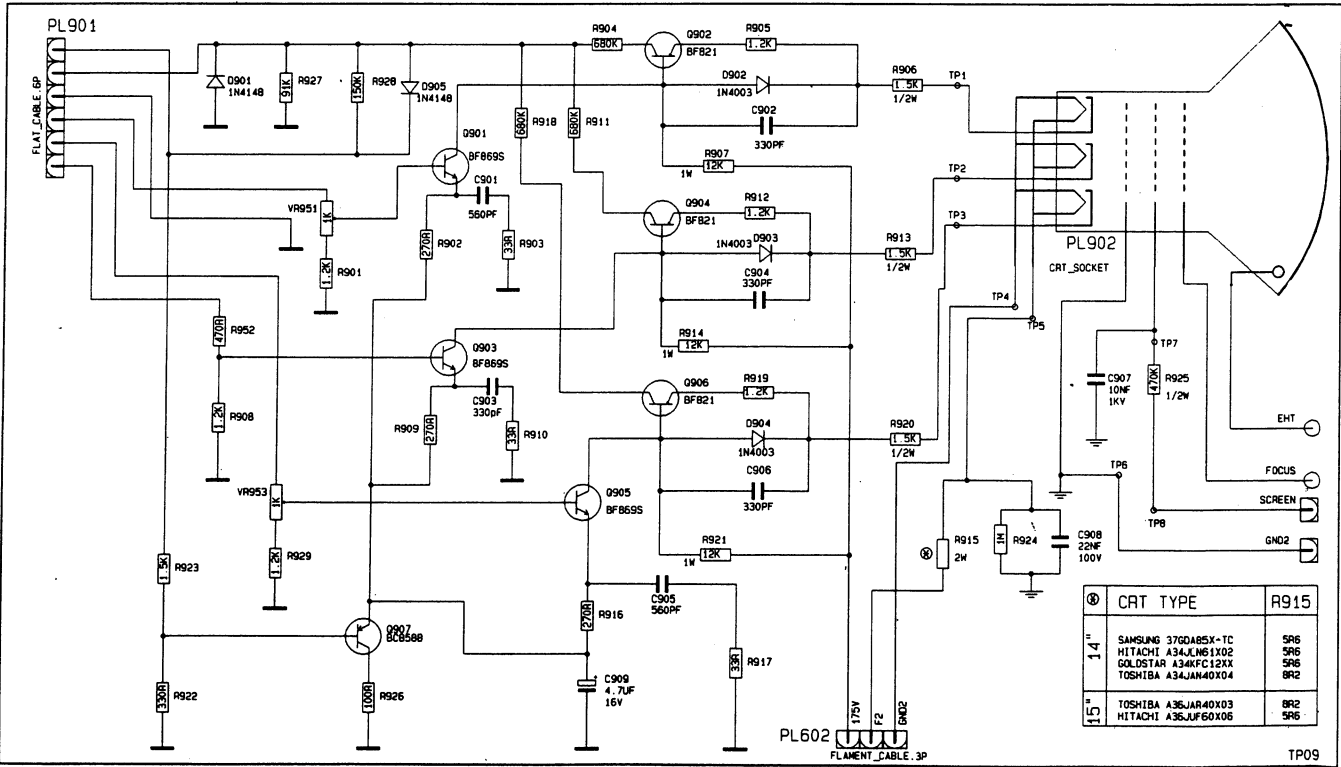 PL901
FLAT_CABLE.6P
D901
1N4148
91K
R927
150K
R928
D905
1N4148
R904
680K
Q902
BF821
R905
1.2K
D902
1N4003
C902
330PF
R906
1.5K
1/2W
TP1
R907
12K
1W
680K
R918
680K
R911
Q901
BF869S
C901
560PF
270R
R902
33R
R903
VR951
1K
1.2K
R901
Q904
BF821
R912
1.2K
1N4003
D903
C904
330PF
R913
1.5K
1/2W
TP2
TP3
R914
12K
1W
PL902
CRT_SOCKET
TP4
TP5
TP7
C907
10NF
1KV
470K
R925
1/2W
470R
R952
1.2K
R908
Q903
BF869S
C903
330pF
R909
270R
33R
R910
Q906
BF821
R919
1.2K
D904
1N4003
C906
330PF
R920
1.5K
1/2W
EHT
FOCUS
SCREEN
GND2
TP6
TP8
VR953
1K
1.2K
R929
Q905
BF869S
R921
12K
1W
C905
560PF
270R
R916
33R
R917
1.5K
R923
330R
R922
Q907
BC858B
100R
R926
C909
4.7UF
16V
+
⊛
R915
2W
1M
R924
C908
22NF
100V
175V
F2
GND2
PL602
FLAMENT_CABLE.3P
⊛ CRT TYPE R915
14"
SAMSUNG 37GDA85X-TC 5R6
HITACHI A34JLN61X02 5R6
GOLDSTAR A34KFC12XX 5R6
TOSHIBA A34JAN40X04 8R2
15"
TOSHIBA A36JAR40X03 8R2
HITACHI A36JUF60X06 5R6
TP09